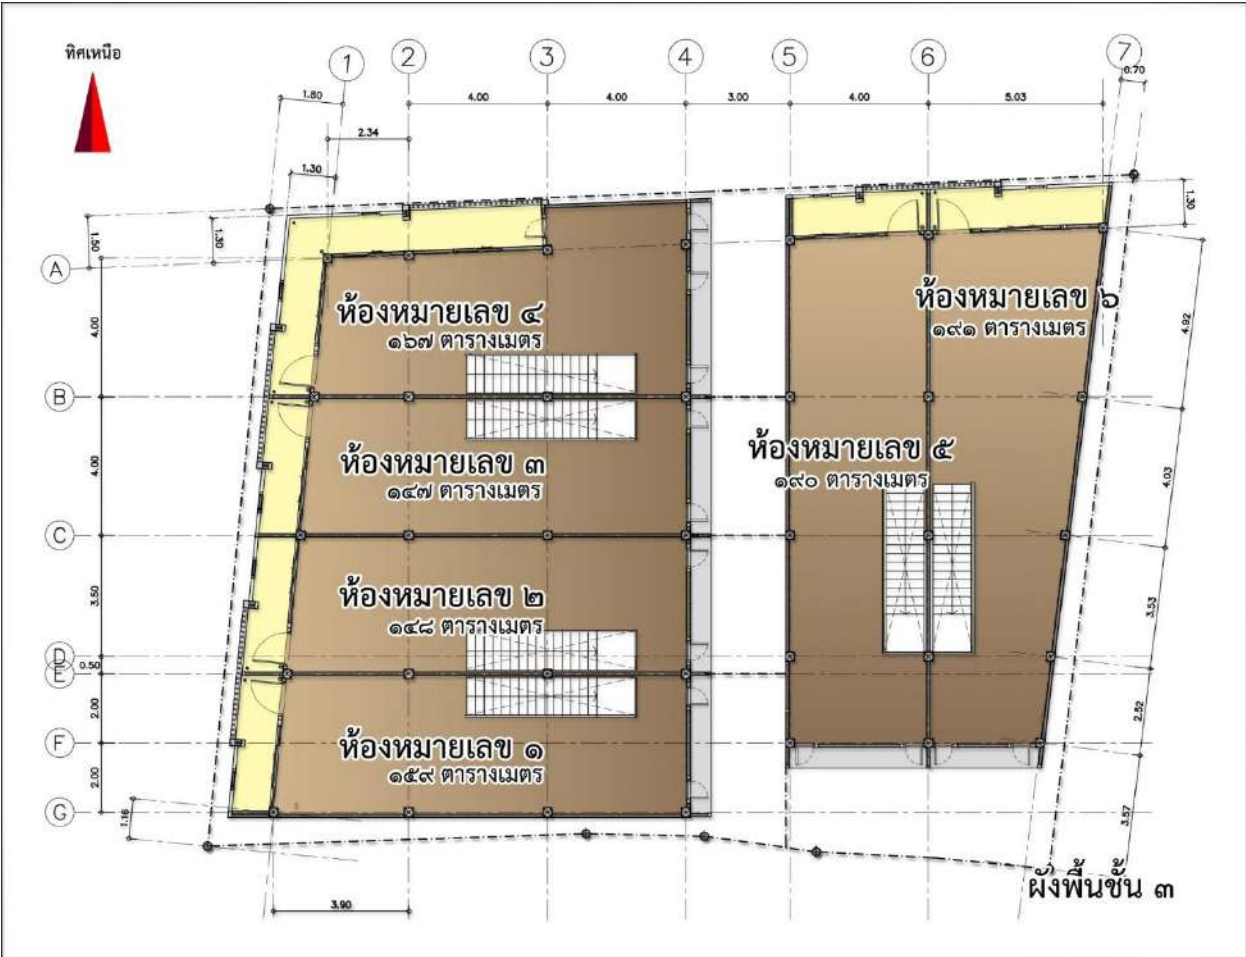 ทิศเหนือ
1 2 3 4 5 6 7
1.80 4.00 4.00 3.00 4.00 5.03 0.70
2.34
1.30
1.50 1.30 1.30
A
4.00
ห้องหมายเลข ๔
๑๖๗ ตารางเมตร
ห้องหมายเลข ๖
๑๙๑ ตารางเมตร
4.92
B
4.00
ห้องหมายเลข ๓
๑๔๗ ตารางเมตร
ห้องหมายเลข ๕
๑๙๐ ตารางเมตร
4.03
C
3.50
ห้องหมายเลข ๒
๑๔๘ ตารางเมตร
3.53
D
0.50
E
2.00
2.52
F
ห้องหมายเลข ๑
๑๕๙ ตารางเมตร
2.00
G
1.16
3.57
ผังพื้นชั้น ๓
3.90